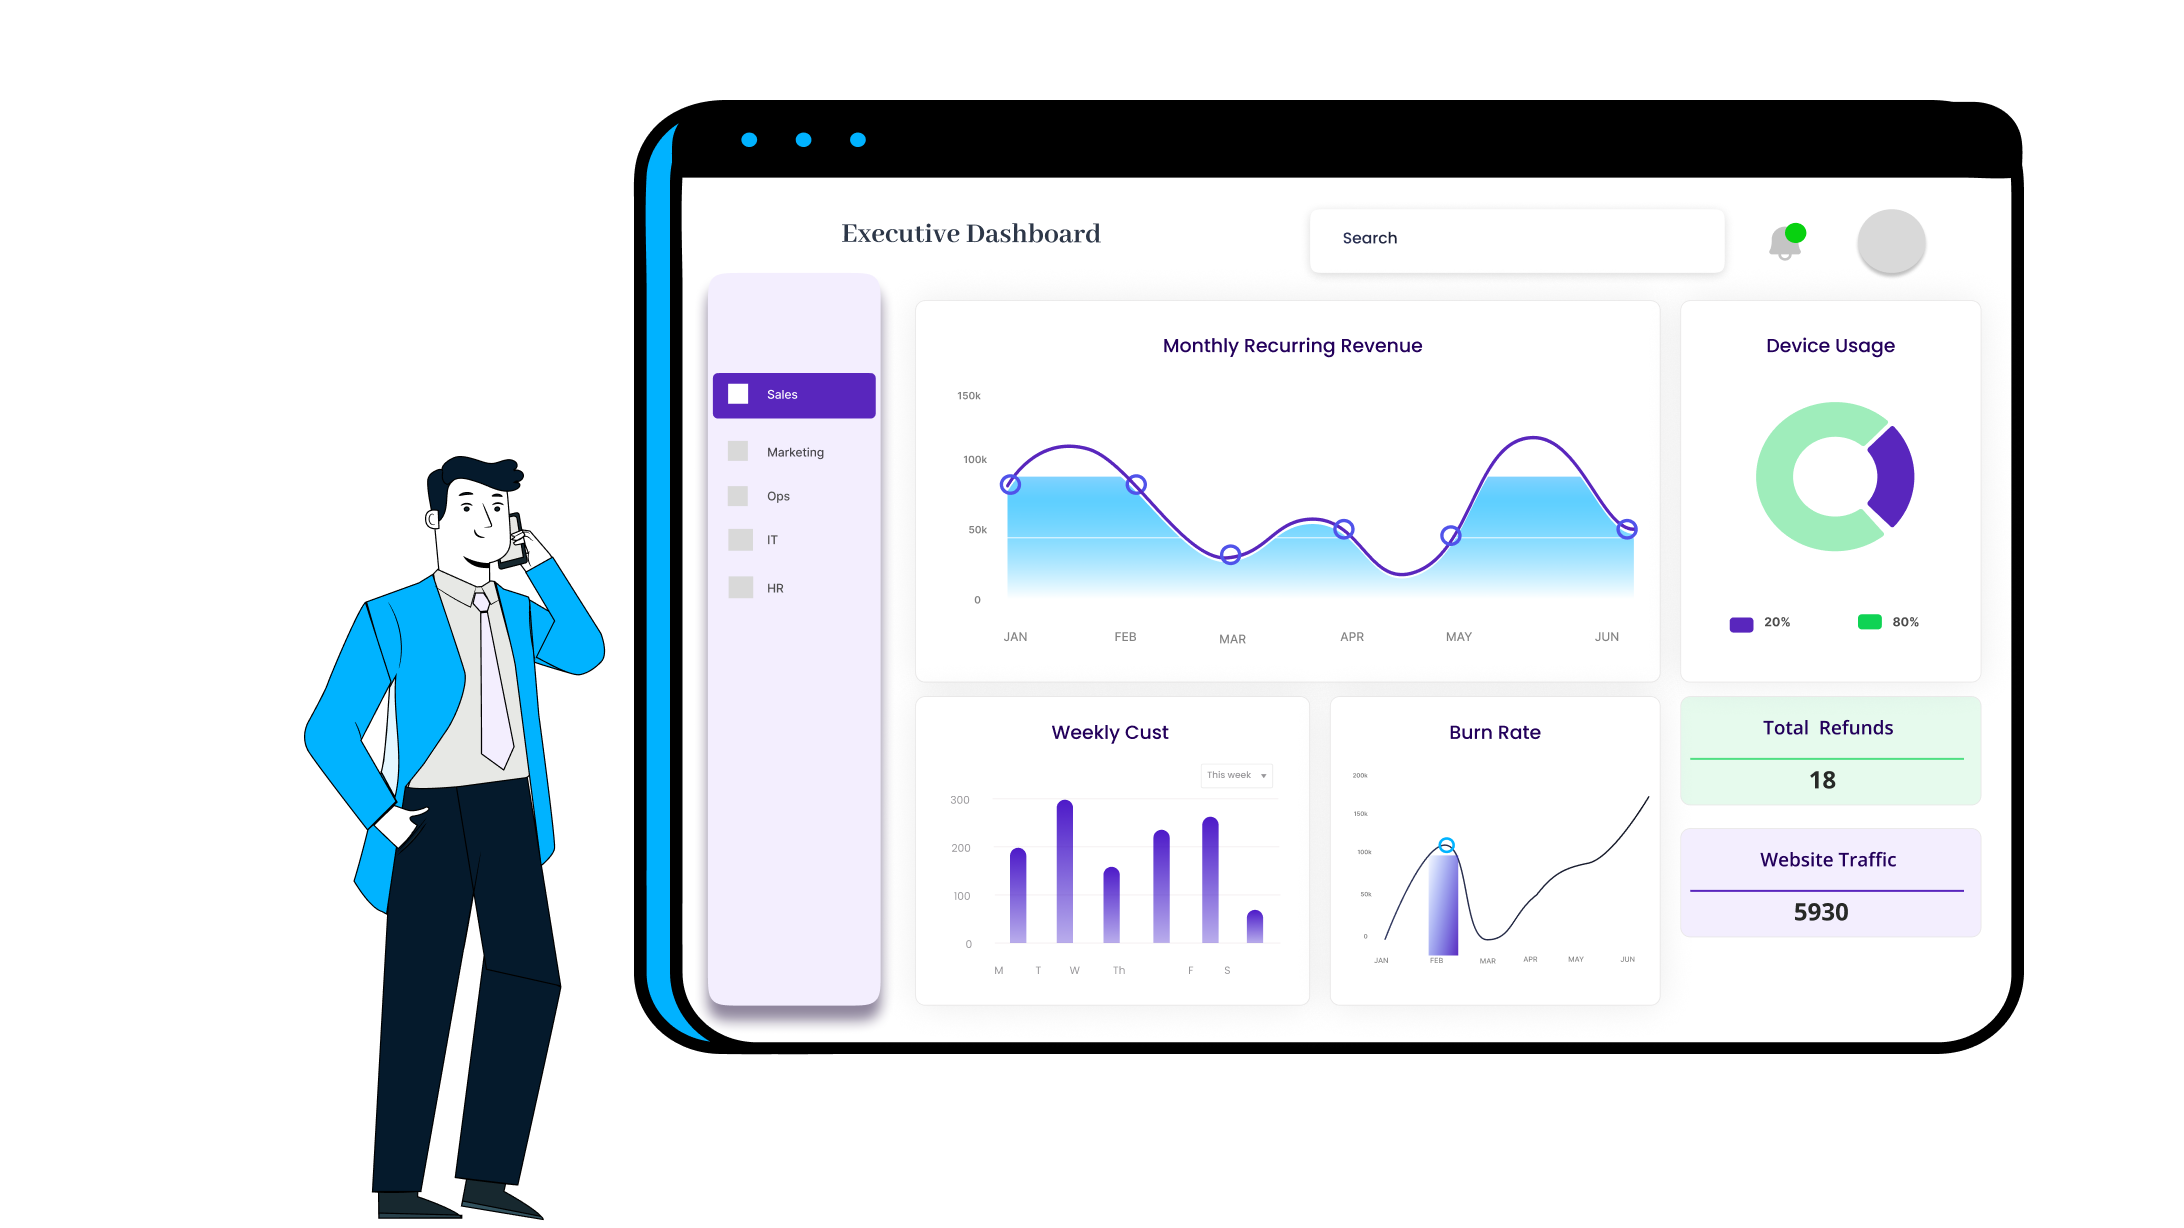 Executive Dashboard
Search
Sales
Marketing
Ops
IT
HR
Monthly Recurring Revenue
150k
100k
50k
0
JAN FEB MAR APR MAY JUN
Device Usage
20% 80%
Weekly Cust
This week
300
200
100
0
M T W Th F S
Burn Rate
200k
150k
100k
50k
0
JAN FEB MAR APR MAY JUN
Total Refunds
18
Website Traffic
5930